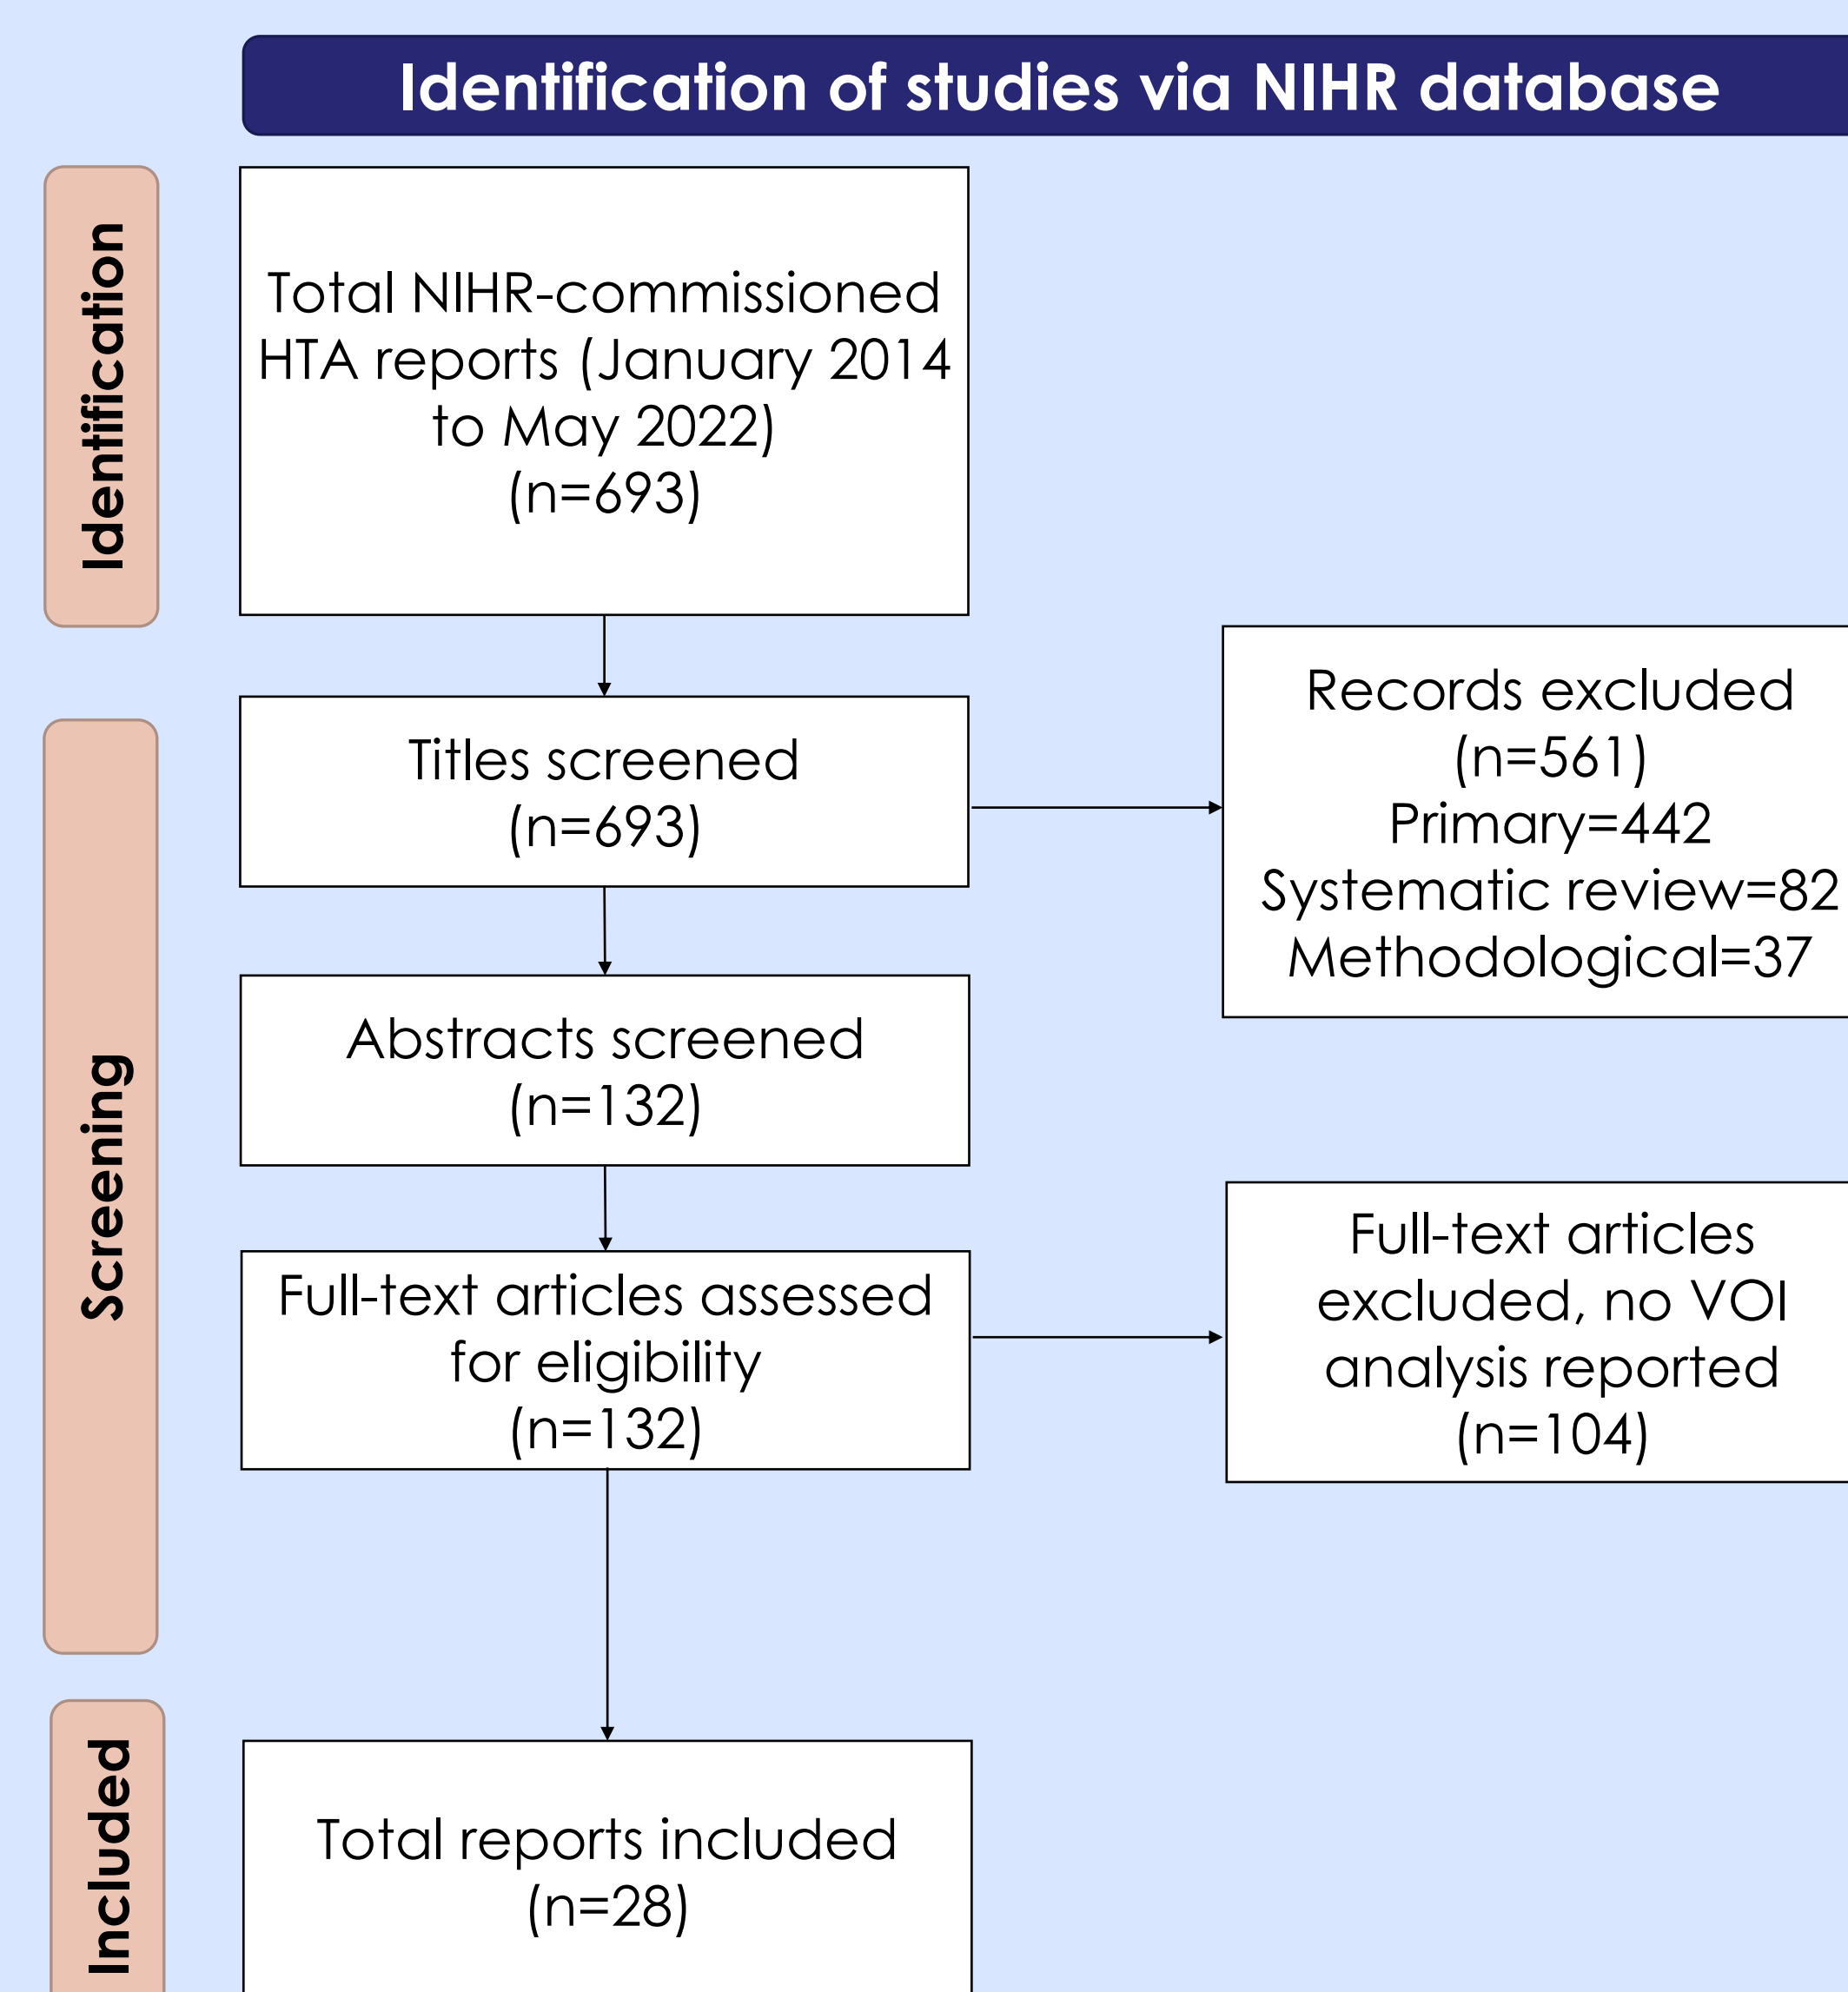 Identification of studies via NIHR database
Identification
Total NIHR-commissioned
HTA reports (January 2014
to May 2022)
(n=693)
Screening
Titles screened
(n=693)
Records excluded
(n=561)
Primary=442
Systematic review=82
Methodological=37
Abstracts screened
(n=132)
Full-text articles assessed
for eligibility
(n=132)
Full-text articles
excluded, no VOI
analysis reported
(n=104)
Included
Total reports included
(n=28)